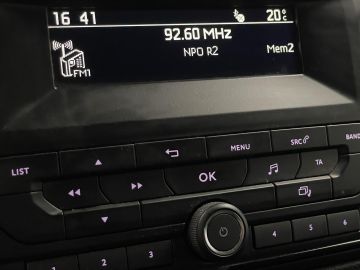 16 41 20°c
92.60 MHz
NPO R2 Mem2
FM1
LIST MENU SRC BAND
OK TA
1 2 3 4 5 6